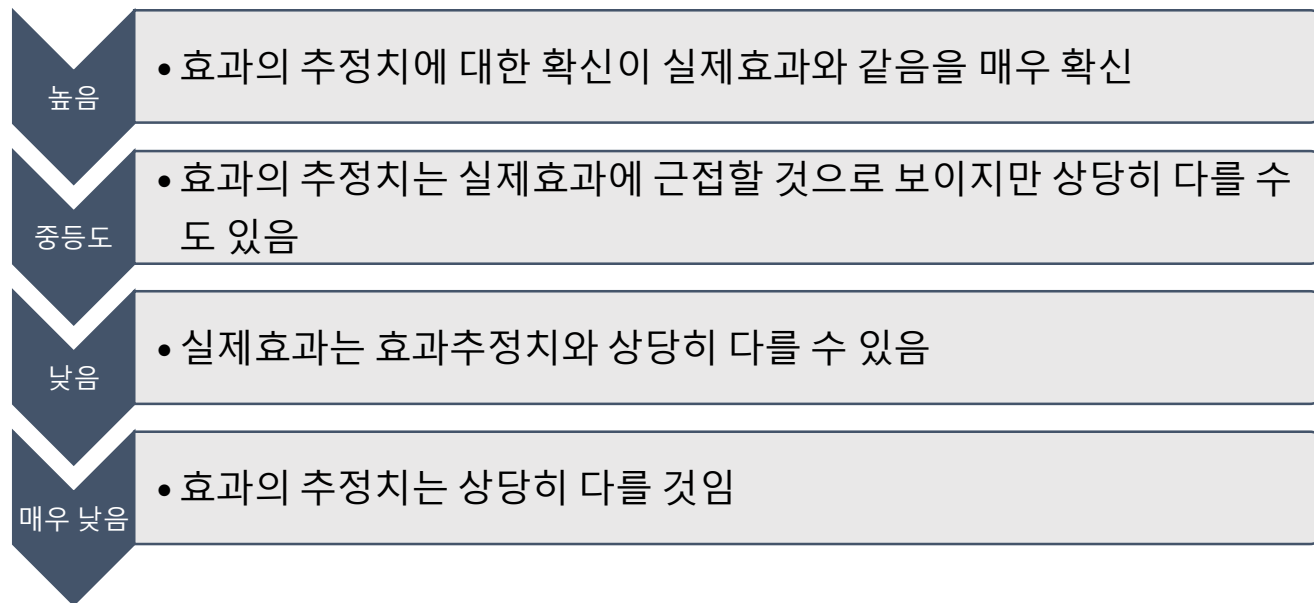 높음
• 효과의 추정치에 대한 확신이 실제효과와 같음을 매우 확신
중등도
• 효과의 추정치는 실제효과에 근접할 것으로 보이지만 상당히 다를 수
도 있음
낮음
• 실제효과는 효과추정치와 상당히 다를 수 있음
매우 낮음
• 효과의 추정치는 상당히 다를 것임